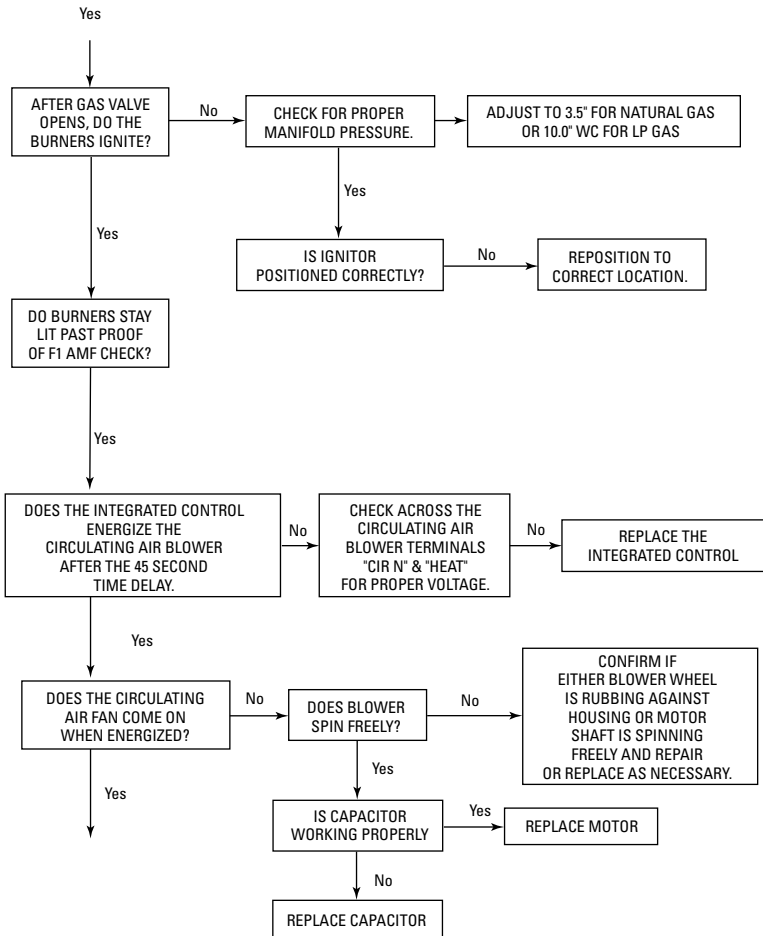 Yes
AFTER GAS VALVE
OPENS, DO THE
BURNERS IGNITE?
No
CHECK FOR PROPER
MANIFOLD PRESSURE.
ADJUST TO 3.5" FOR NATURAL GAS
OR 10.0" WC FOR LP GAS
Yes
Yes
IS IGNITOR
POSITIONED CORRECTLY?
No
REPOSITION TO
CORRECT LOCATION.
DO BURNERS STAY
LIT PAST PROOF
OF F1 AMF CHECK?
Yes
DOES THE INTEGRATED CONTROL
ENERGIZE THE
CIRCULATING AIR BLOWER
AFTER THE 45 SECOND
TIME DELAY.
No
CHECK ACROSS THE
CIRCULATING AIR
BLOWER TERMINALS
"CIR N" & "HEAT"
FOR PROPER VOLTAGE.
No
REPLACE THE
INTEGRATED CONTROL
Yes
DOES THE CIRCULATING
AIR FAN COME ON
WHEN ENERGIZED?
No
DOES BLOWER
SPIN FREELY?
No
CONFIRM IF
EITHER BLOWER WHEEL
IS RUBBING AGAINST
HOUSING OR MOTOR
SHAFT IS SPINNING
FREELY AND REPAIR
OR REPLACE AS NECESSARY.
Yes
Yes
IS CAPACITOR
WORKING PROPERLY
Yes
REPLACE MOTOR
No
REPLACE CAPACITOR